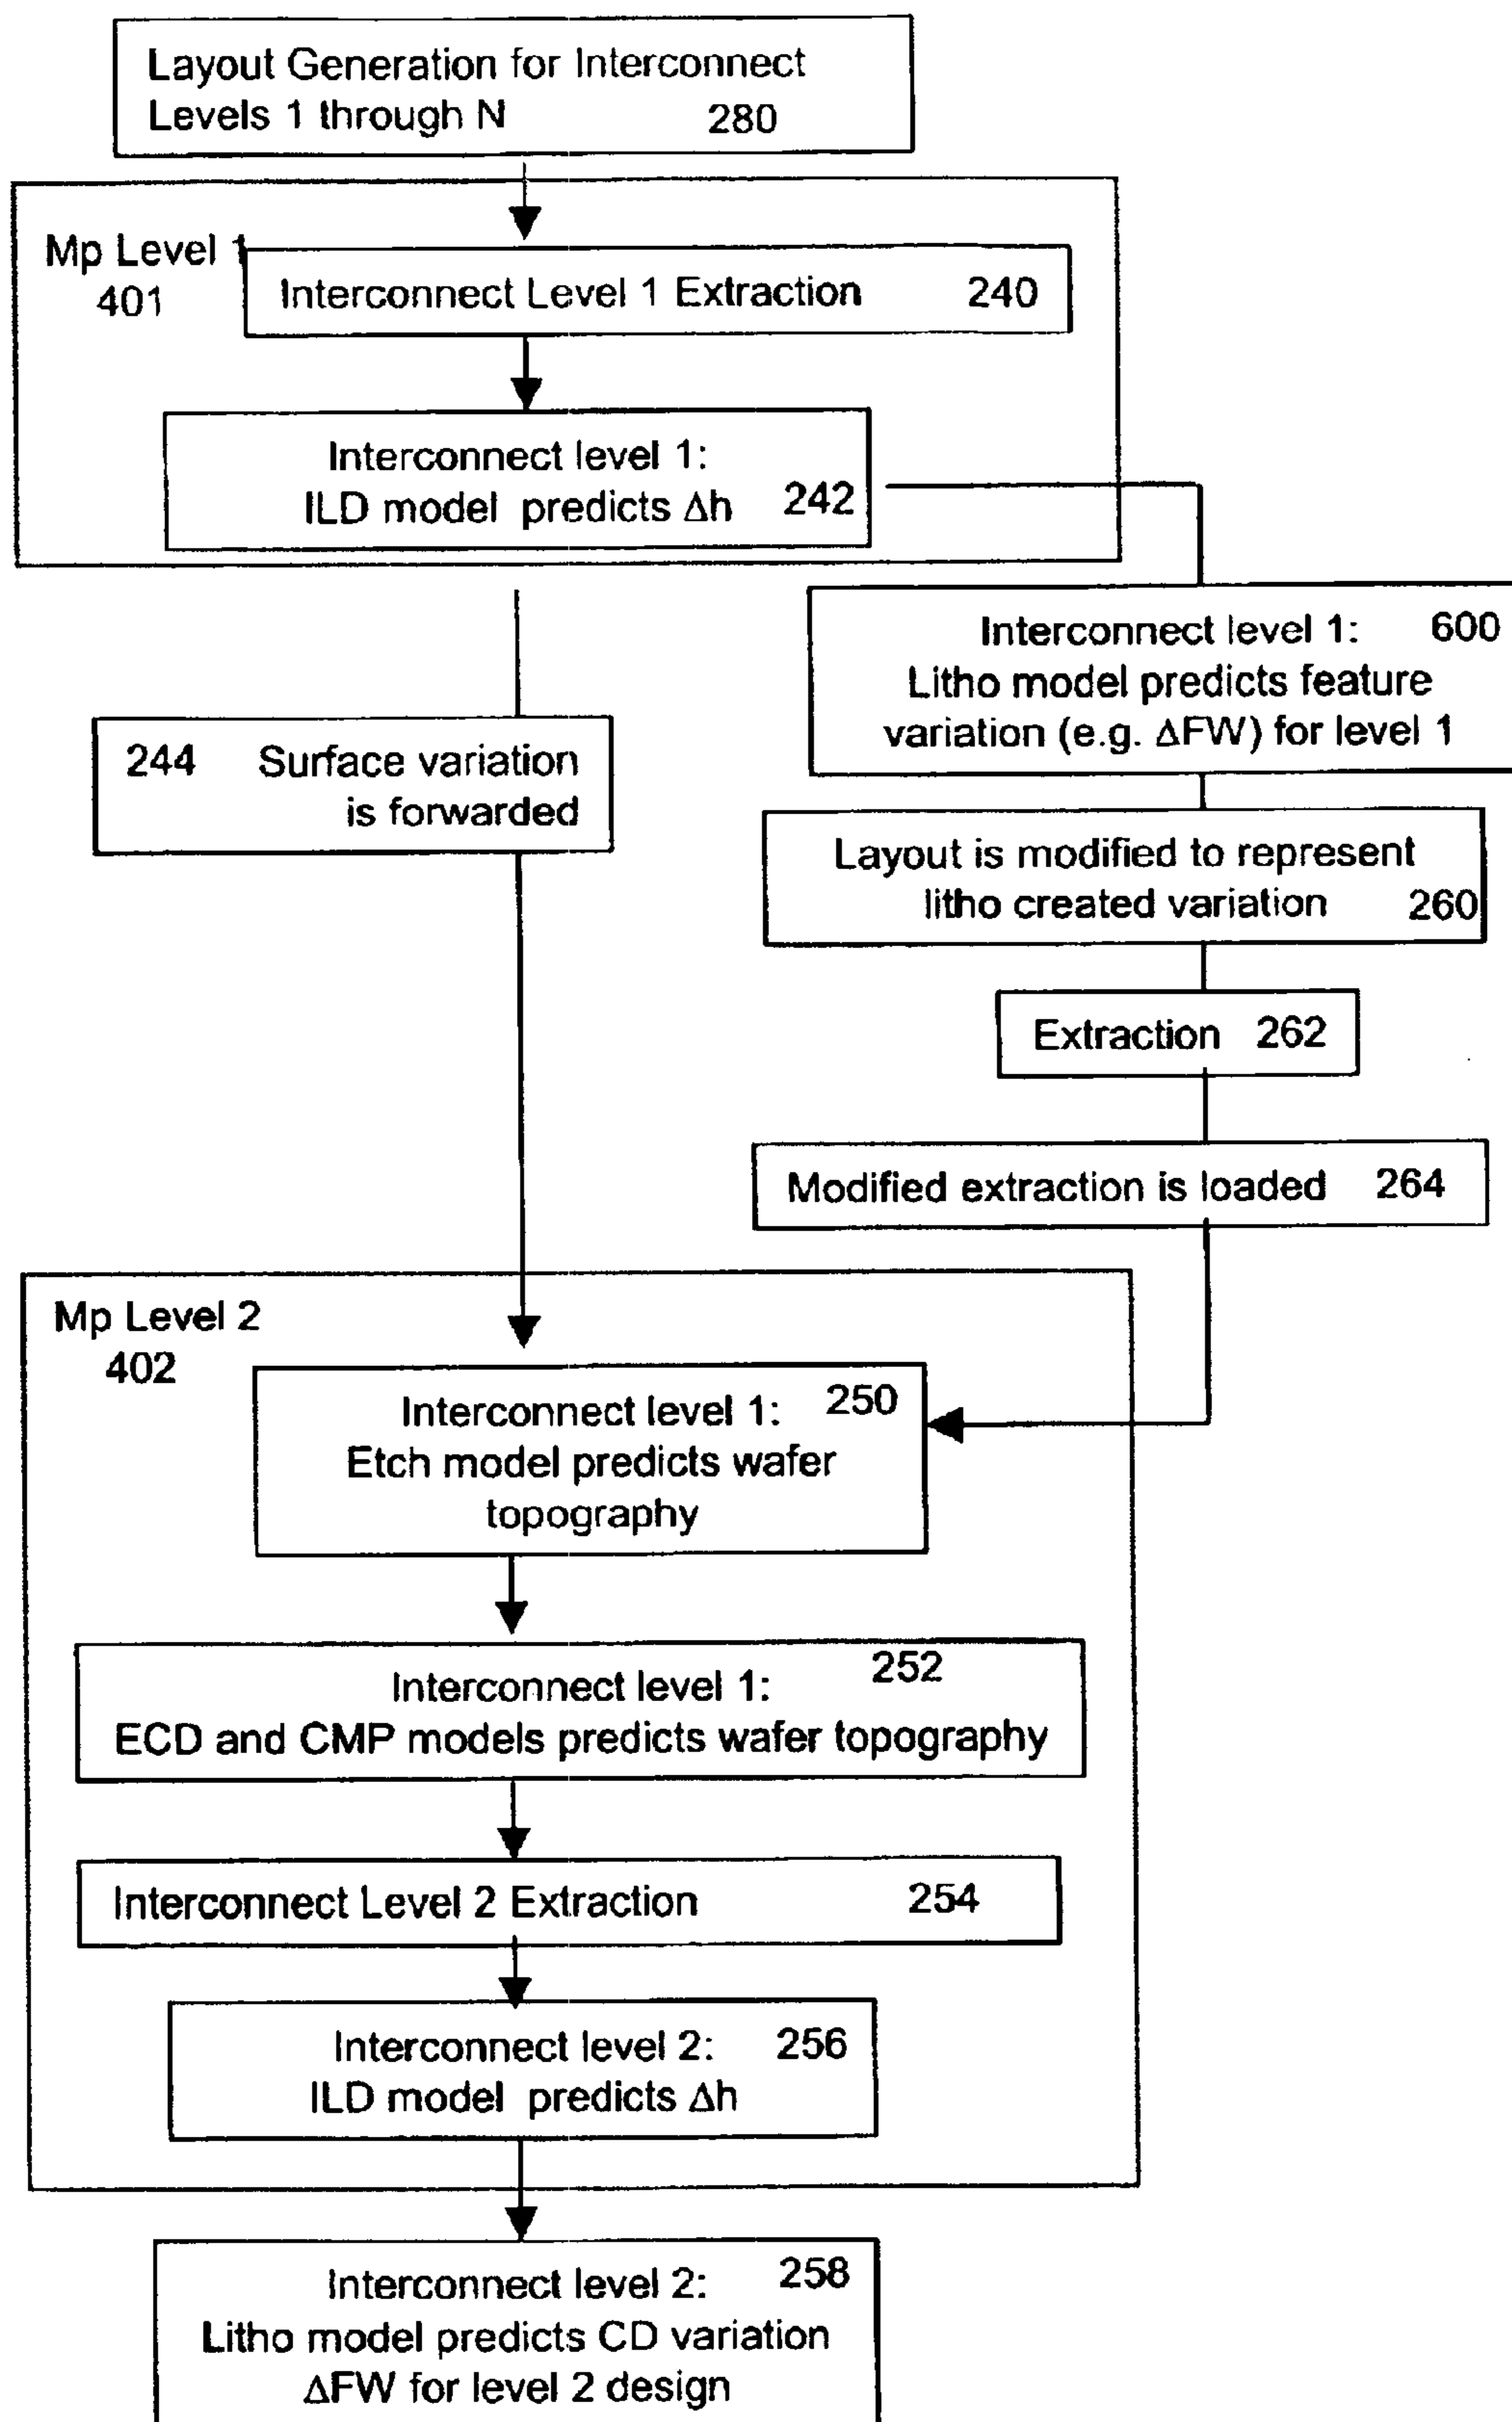 Layout Generation for Interconnect
Levels 1 through N 280
Mp Level 1
401
Interconnect Level 1 Extraction 240
Interconnect level 1:
ILD model predicts Δh 242
Interconnect level 1: 600
Litho model predicts feature
variation (e.g. ΔFW) for level 1
244 Surface variation
is forwarded
Layout is modified to represent
litho created variation 260
Extraction 262
Modified extraction is loaded 264
Mp Level 2
402
Interconnect level 1: 250
Etch model predicts wafer
topography
Interconnect level 1: 252
ECD and CMP models predicts wafer topography
Interconnect Level 2 Extraction 254
Interconnect level 2: 256
ILD model predicts Δh
Interconnect level 2: 258
Litho model predicts CD variation
ΔFW for level 2 design